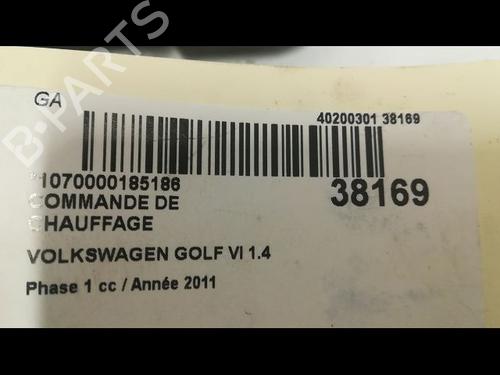 GA
40200301 38169
*1070000185186
38169
COMMANDE DE
CHAUFFAGE
VOLKSWAGEN GOLF VI 1.4
Phase 1 cc / Année 2011
B-PARTS